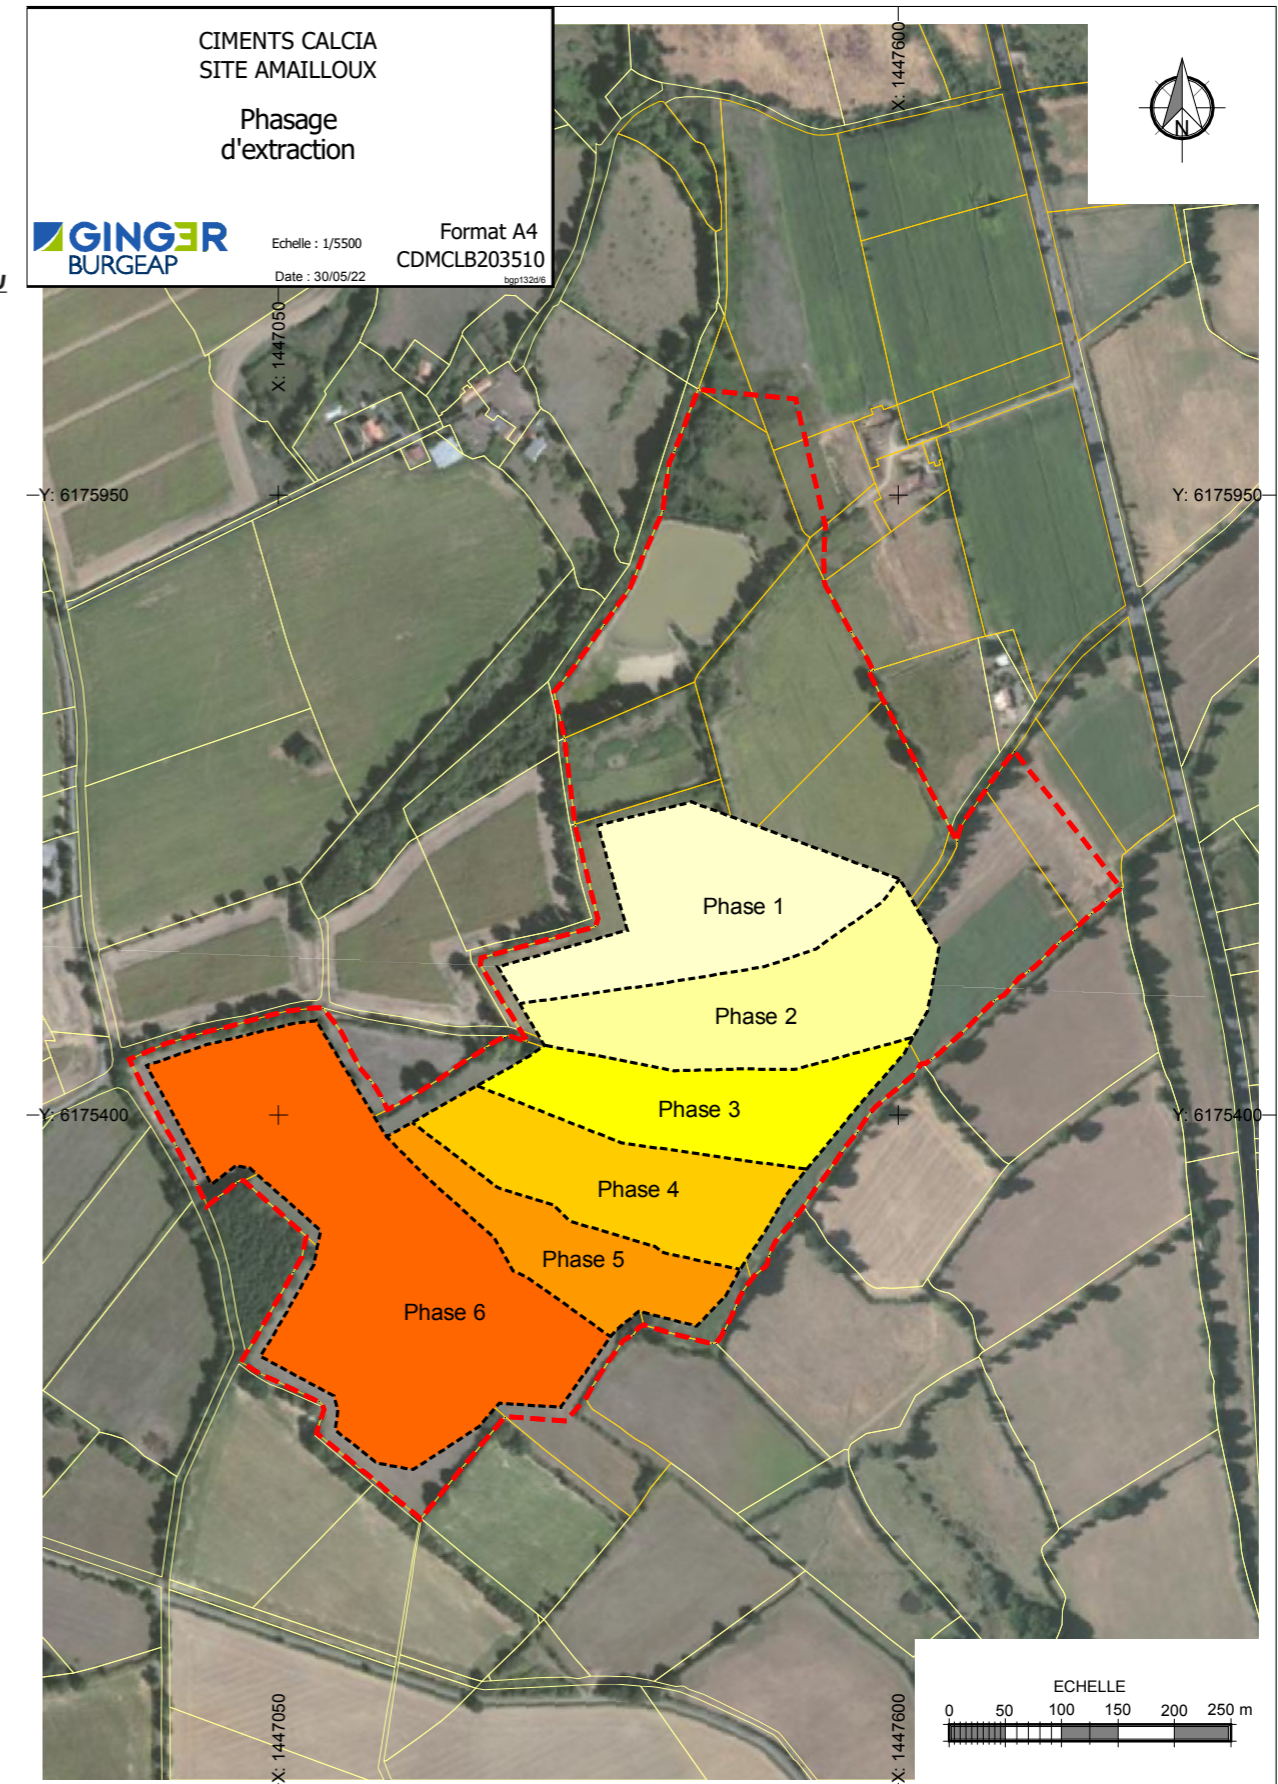 CIMENTS CALCIA
SITE AMAILLOUX
Phasage
d'extraction
GINGER
BURGEAP
Echelle : 1/5500
Date : 30/05/22
Format A4
CDMCLB203510
bgp132d/6
U
N
X: 1447050
X: 1447600
Y: 6175950
Y: 6175950
Phase 1
Phase 2
Phase 3
Y: 6175400
Y: 6175400
Phase 4
Phase 5
Phase 6
X: 1447050
X: 1447600
ECHELLE
0 50 100 150 200 250 m